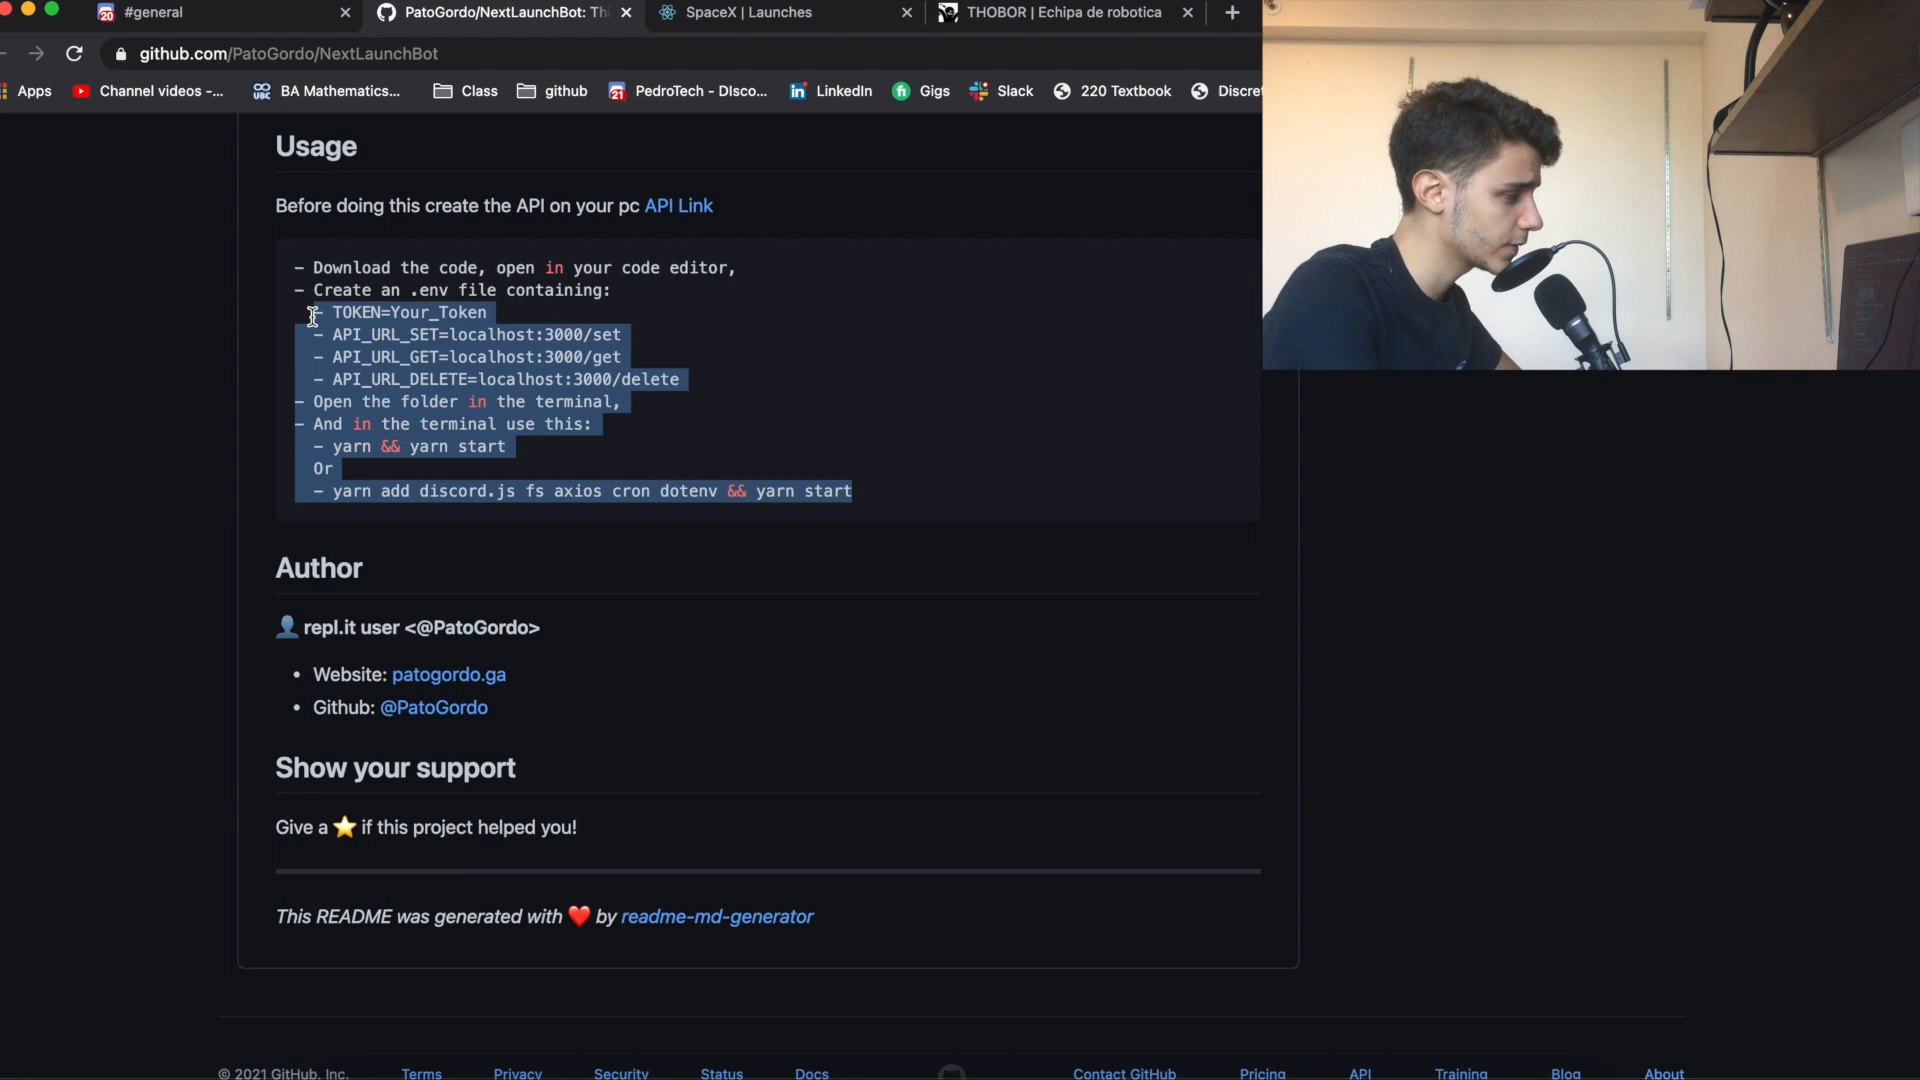 #general
PatoGordo/NextLaunchBot: Thi
SpaceX | Launches
THOBOR | Echipa de robotica
github.com/PatoGordo/NextLaunchBot
Apps
Channel videos -...
BA Mathematics...
Class
github
PedroTech - DIsco...
LinkedIn
Gigs
Slack
220 Textbook
Discret
Usage
Before doing this create the API on your pc API Link
- Download the code, open in your code editor,
- Create an .env file containing:
- TOKEN=Your_Token
- API_URL_SET=localhost:3000/set
- API_URL_GET=localhost:3000/get
- API_URL_DELETE=localhost:3000/delete
- Open the folder in the terminal,
- And in the terminal use this:
- yarn && yarn start
Or
- yarn add discord.js fs axios cron dotenv && yarn start
Author
👤 repl.it user <@PatoGordo>
• Website: patogordo.ga
• Github: @PatoGordo
Show your support
Give a ⭐ if this project helped you!
This README was generated with ❤️ by readme-md-generator
© 2021 GitHub, Inc.
Terms
Privacy
Security
Status
Docs
Contact GitHub
Pricing
API
Training
Blog
About